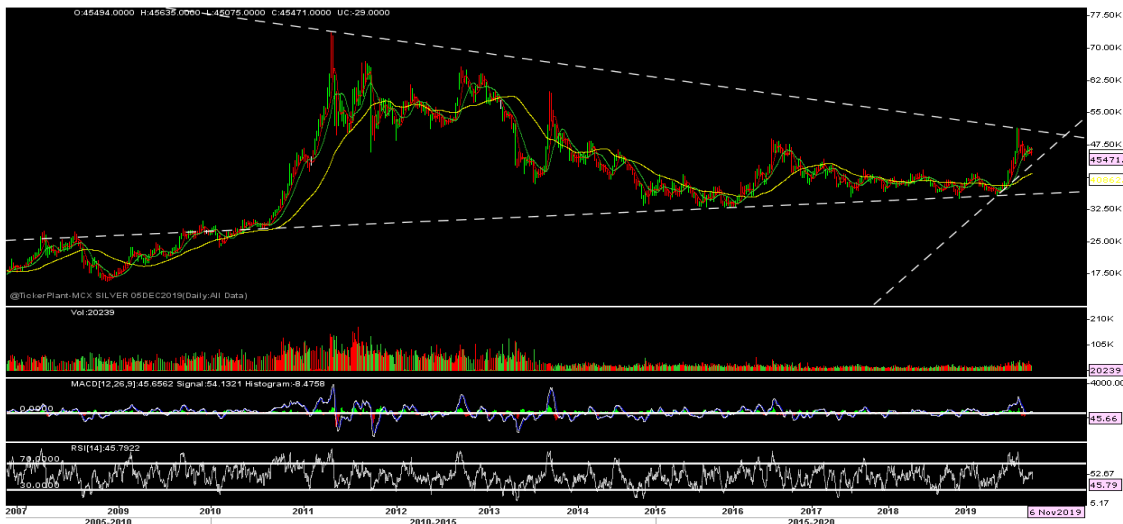 O:45494.0000 H:45635.0000 L:45075.0000 C:45471.0000 UC:-29.0000
77.50K
70.00K
62.50K
55.00K
47.50K
45471.
32.50K
25.00K
17.50K
@TickerPlant-MCX SILVER 05DEC2019(Daily:All Data)
Vol:20239
210K
105K
20239
MACD[12,26,9]:45.6562 Signal:54.1321 Histogram:-8.4758
4000.00
0.0000
45.66
RSI[14]:45.7922
70.0000
52.67
30.0000
45.79
5.17
2007 2008 2009 2010 2011 2012 2013 2014 2015 2016 2017 2018 2019 6 Nov2019
2005-2010 2010-2015 2015-2020